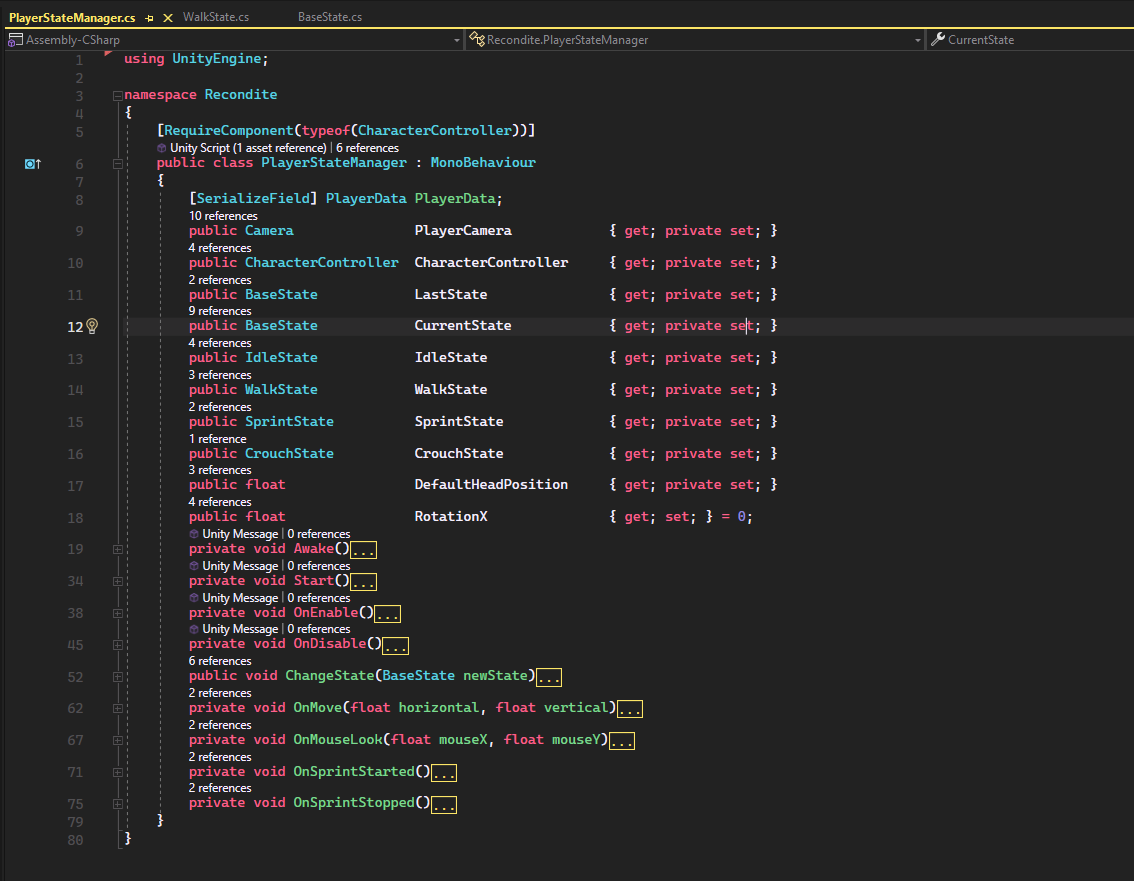 PlayerStateManager.cs WalkState.cs BaseState.cs
Assembly-CSharp Recondite.PlayerStateManager CurrentState
1 using UnityEngine;
2
3 namespace Recondite
4 {
5 [RequireComponent(typeof(CharacterController))]
Unity Script (1 asset reference) | 6 references
6 public class PlayerStateManager : MonoBehaviour
7 {
8 [SerializeField] PlayerData PlayerData;
10 references
9 public Camera PlayerCamera { get; private set; }
4 references
10 public CharacterController CharacterController { get; private set; }
2 references
11 public BaseState LastState { get; private set; }
9 references
12 public BaseState CurrentState { get; private set; }
4 references
13 public IdleState IdleState { get; private set; }
3 references
14 public WalkState WalkState { get; private set; }
2 references
15 public SprintState SprintState { get; private set; }
1 reference
16 public CrouchState CrouchState { get; private set; }
3 references
17 public float DefaultHeadPosition { get; private set; }
4 references
18 public float RotationX { get; set; } = 0;
Unity Message | 0 references
19 private void Awake()...
Unity Message | 0 references
34 private void Start()...
Unity Message | 0 references
38 private void OnEnable()...
Unity Message | 0 references
45 private void OnDisable()...
6 references
52 public void ChangeState(BaseState newState)...
2 references
62 private void OnMove(float horizontal, float vertical)...
2 references
67 private void OnMouseLook(float mouseX, float mouseY)...
2 references
71 private void OnSprintStarted()...
2 references
75 private void OnSprintStopped()...
79 }
80 }